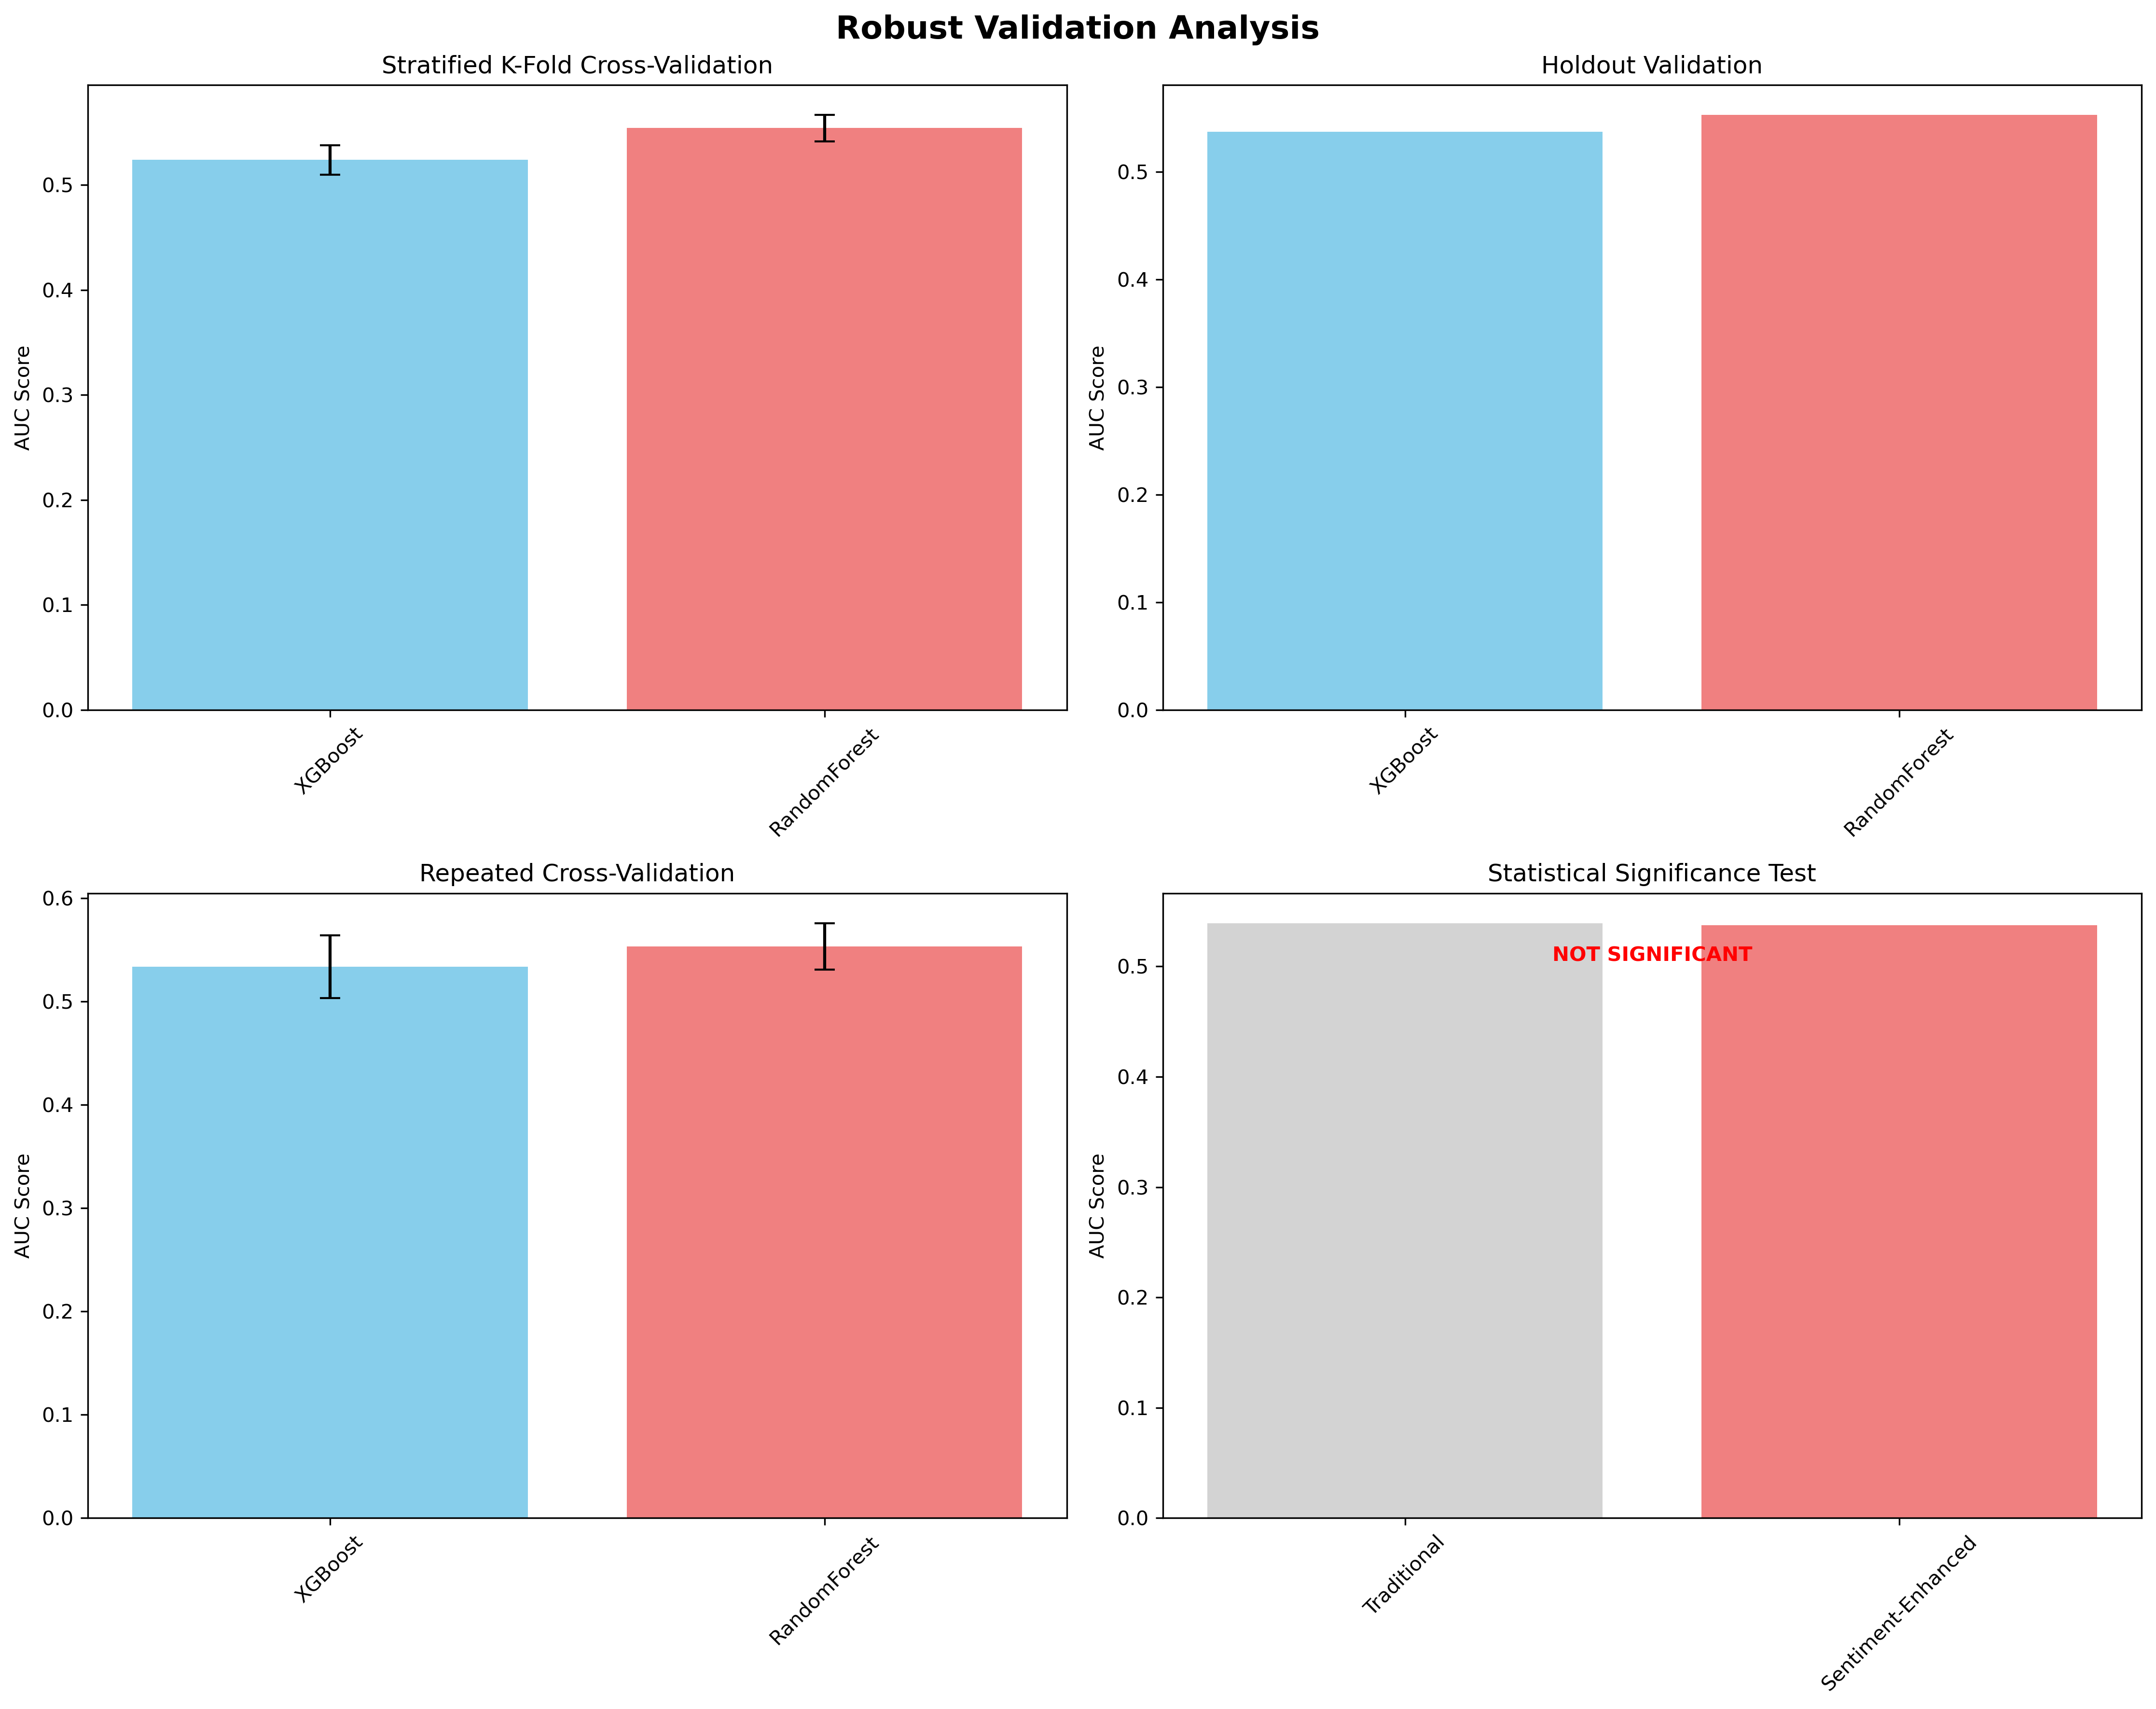 Robust Validation Analysis
Stratified K-Fold Cross-Validation
AUC Score
0.5
0.4
0.3
0.2
0.1
0.0
XGBoost
RandomForest
Holdout Validation
AUC Score
0.5
0.4
0.3
0.2
0.1
0.0
XGBoost
RandomForest
Repeated Cross-Validation
AUC Score
0.6
0.5
0.4
0.3
0.2
0.1
0.0
XGBoost
RandomForest
Statistical Significance Test
AUC Score
0.5
0.4
0.3
0.2
0.1
0.0
NOT SIGNIFICANT
Traditional
Sentiment-Enhanced